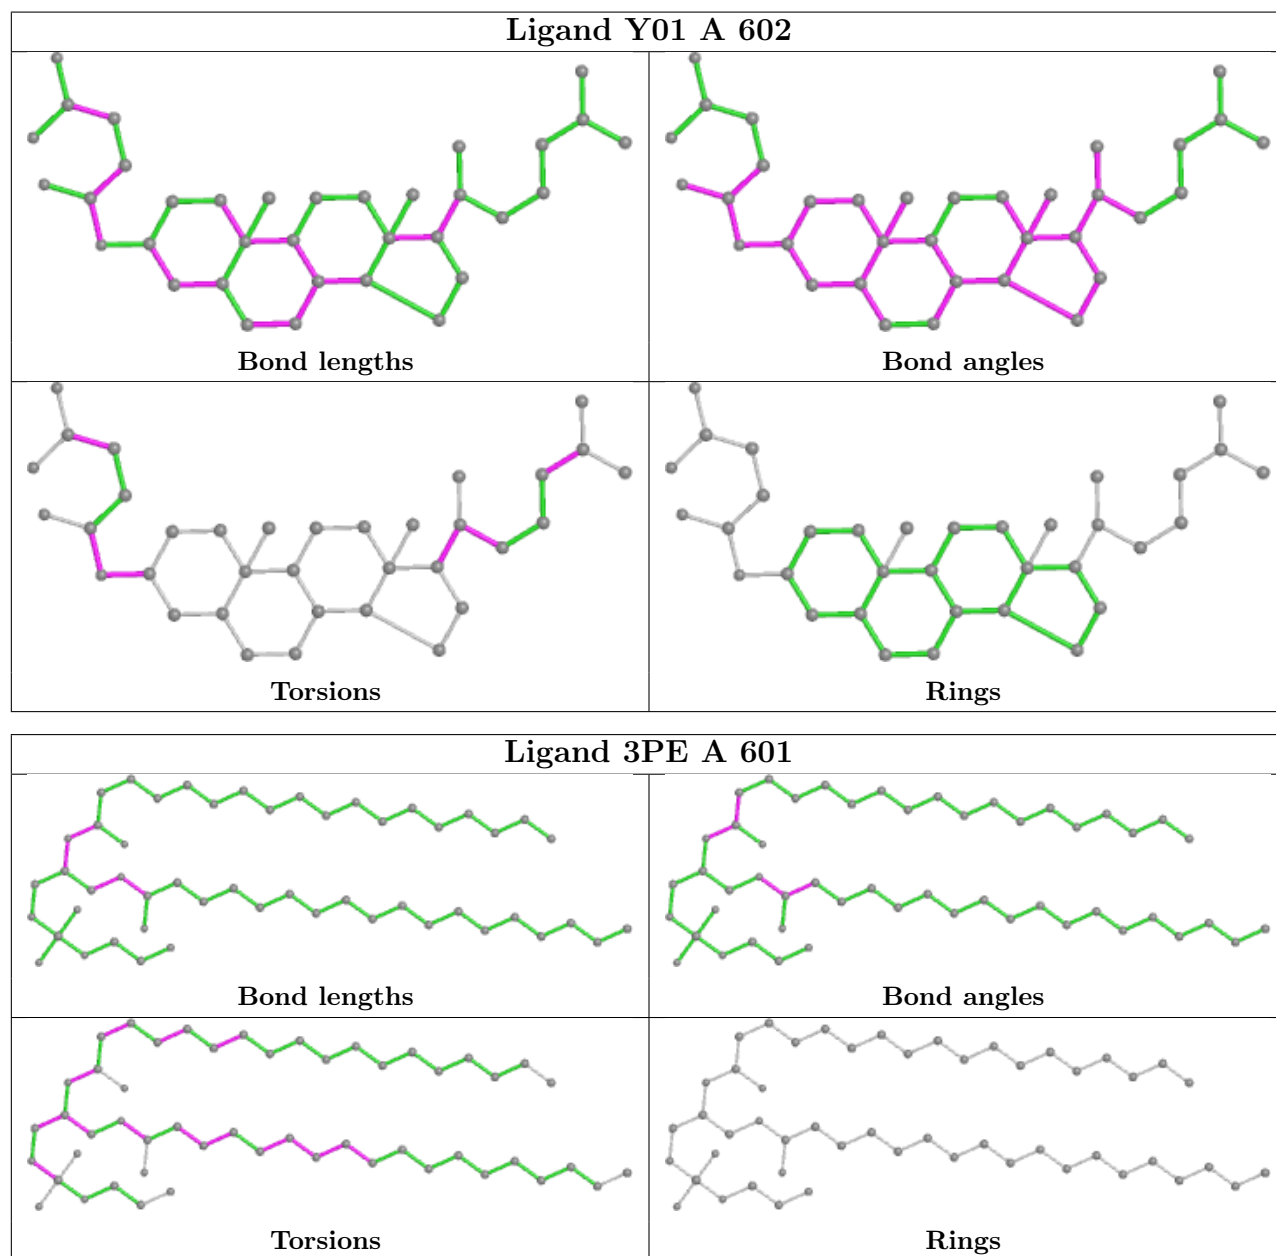 Ligand Y01 A 602
Bond lengths
Bond angles
Torsions
Rings
Ligand 3PE A 601
Bond lengths
Bond angles
Torsions
Rings